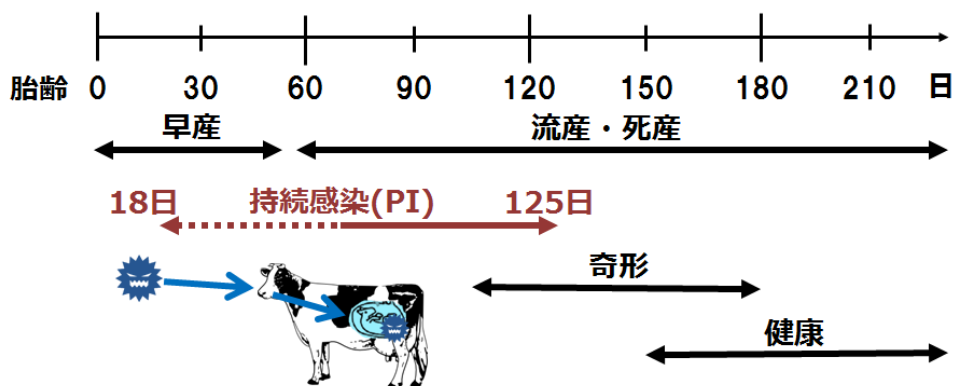 胎齢 0 30 60 90 120 150 180 210 日
早産 流産・死産
18日 持続感染(PI) 125日
奇形
健康